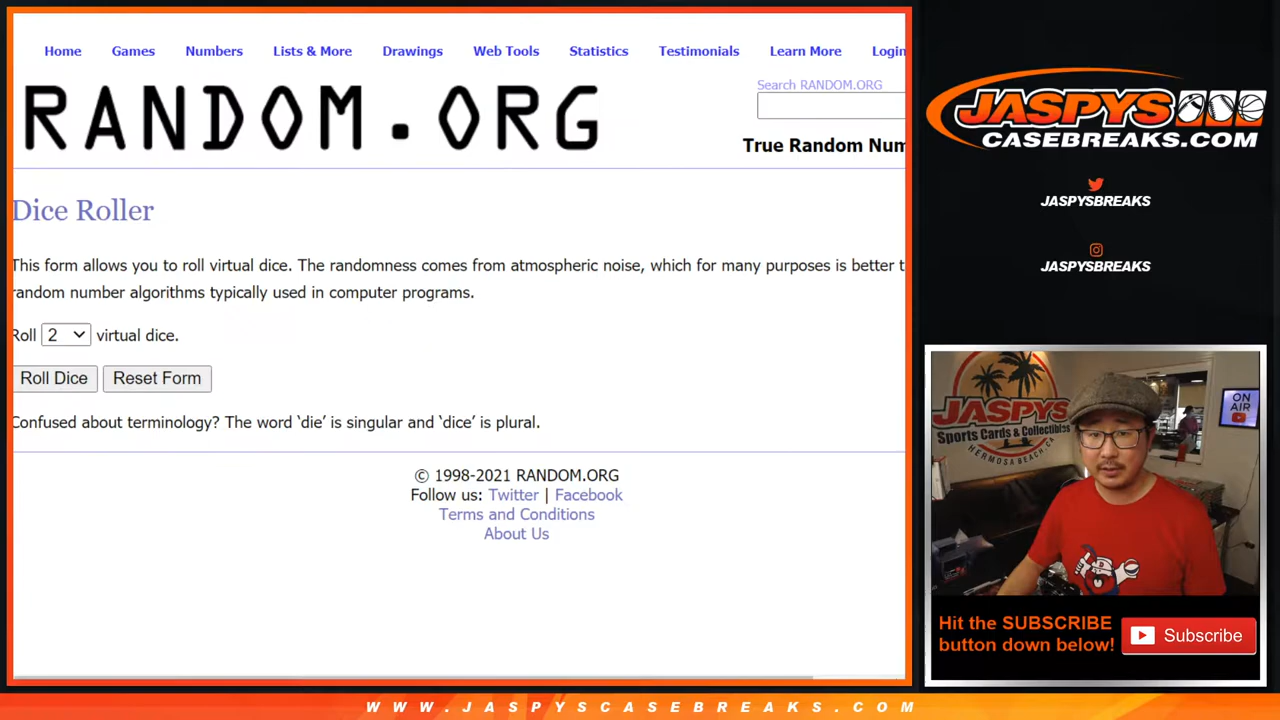 Home Games Numbers Lists & More Drawings Web Tools Statistics Testimonials Learn More Login
RANDOM.ORG
Search RANDOM.ORG
True Random Num
Dice Roller
This form allows you to roll virtual dice. The randomness comes from atmospheric noise, which for many purposes is better t
random number algorithms typically used in computer programs.
Roll 2 virtual dice.
Roll Dice Reset Form
Confused about terminology? The word ‘die’ is singular and ‘dice’ is plural.
© 1998-2021 RANDOM.ORG
Follow us: Twitter | Facebook
Terms and Conditions
About Us
JASPYS
CASEBREAKS.COM
JASPYSBREAKS
JASPYSBREAKS
JASPYS
Sports Cards & Collectibles
HERMOSA BEACH, CA
ON
AIR
Hit the SUBSCRIBE
button down below!
Subscribe
WWW.JASPYSCASEBREAKS.COM